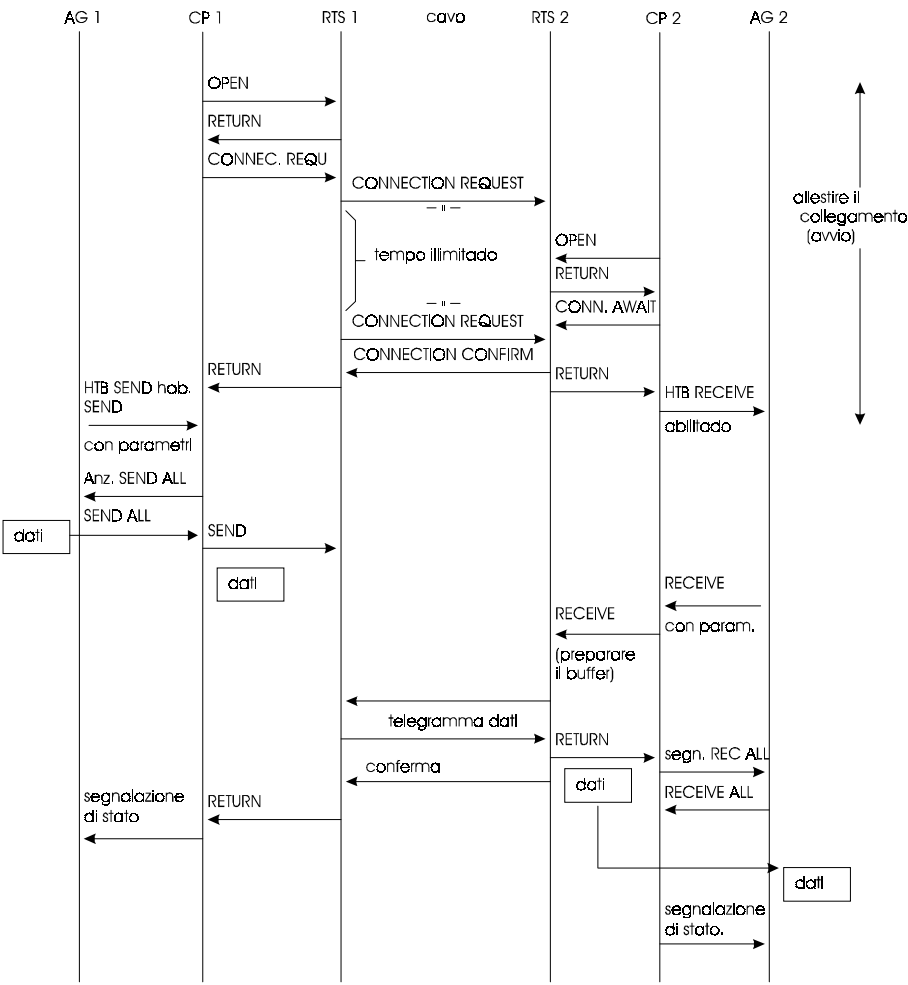 AG 1 CP 1 RTS 1 cavo RTS 2 CP 2 AG 2
OPEN
RETURN
CONNEC. REQU
CONNECTION REQUEST
— " —
allestire il
collegamento
(avvio)
tempo illimitado
OPEN
RETURN
— " —
CONN. AWAIT
CONNECTION REQUEST
CONNECTION CONFIRM
RETURN
RETURN
HTB SEND hab.
SEND
HTB RECEIVE
con parametri
abilitado
Anz. SEND ALL
SEND ALL
dati
SEND
dati
RECEIVE
RECEIVE
con param.
(preparare
il buffer)
telegramma dati
RETURN
segn. REC ALL
conferma
dati
RECEIVE ALL
segnalazione
di stato
RETURN
dati
segnalazione
di stato.